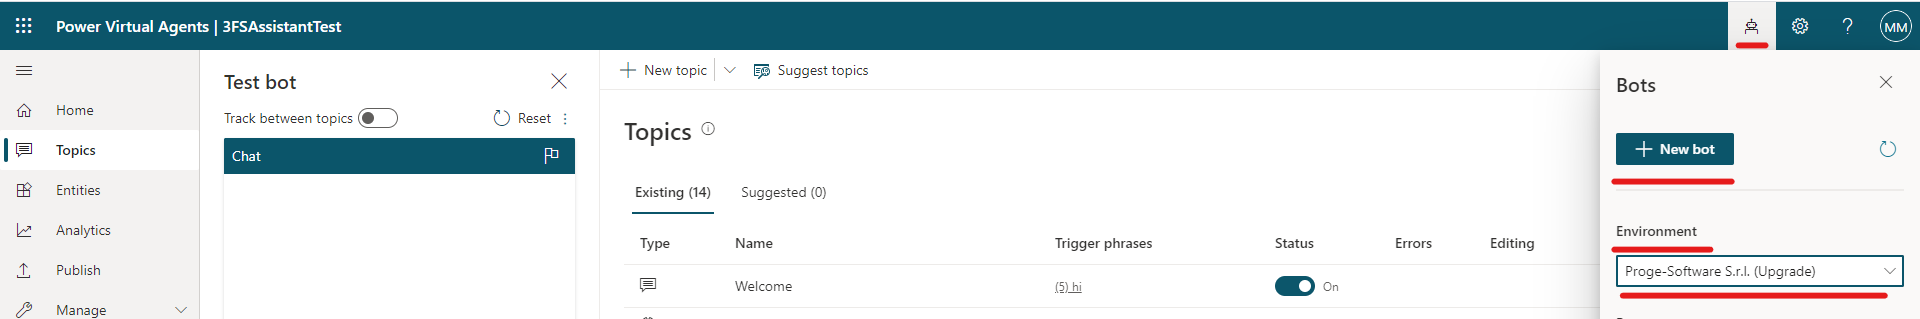 Power Virtual Agents | 3FSAssistantTest
? MM
Home
Topics
Entities
Analytics
Publish
Manage
Test bot
Track between topics
Reset
Chat
New topic
Suggest topics
Topics
Existing (14) Suggested (0)
Type Name Trigger phrases Status Errors Editing
Welcome (5) hi On
Bots
+ New bot
Environment
Proge-Software S.r.l. (Upgrade)